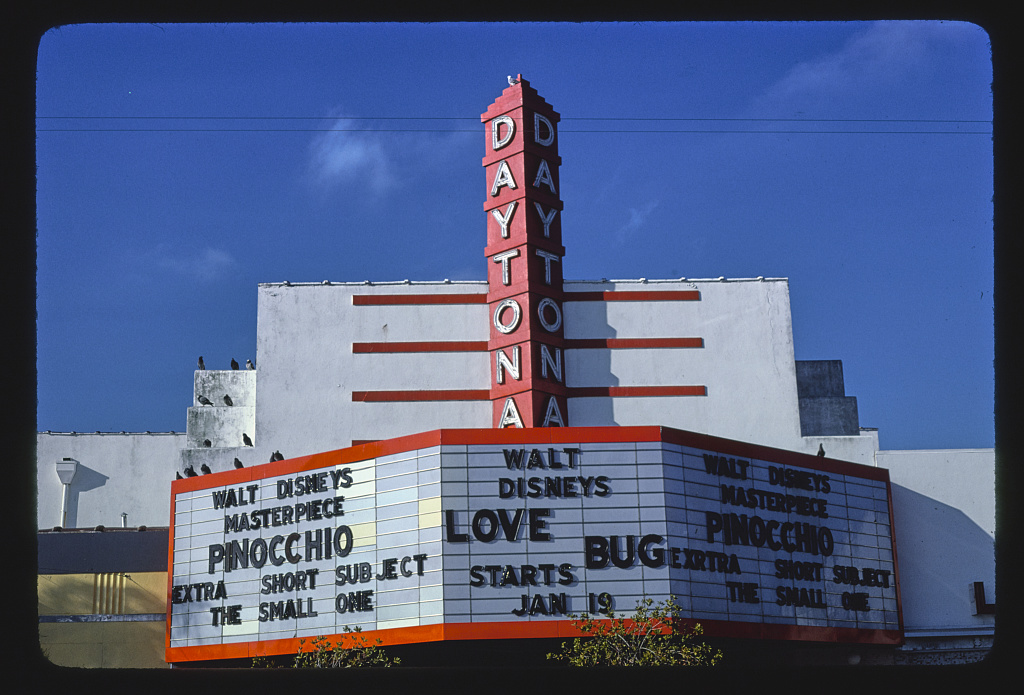 DAYTONA
DAYTONA
WALT DISNEYS
MASTERPIECE
PINOCCHIO
EXTRA SHORT SUBJECT
THE SMALL ONE
WALT
DISNEYS
LOVE BUG
STARTS
JAN 19
WALT DISNEYS
MASTERPIECE
PINOCCHIO
EXRTRA SHORT SUBJECT
THE SMALL ONE